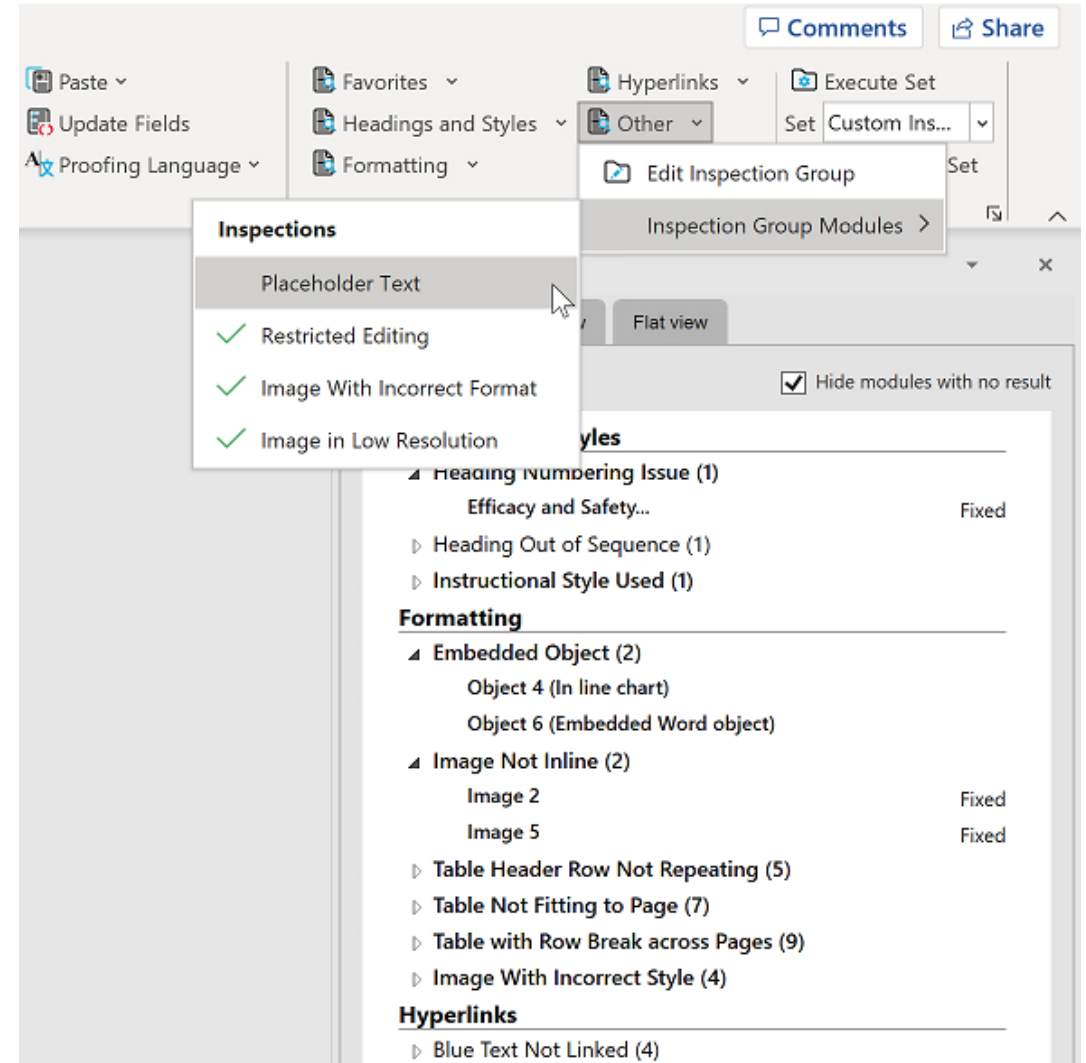 Comments
Share
Paste
Favorites
Hyperlinks
Execute Set
Update Fields
Headings and Styles
Other
Set Custom Ins...
Proofing Language
Formatting
Edit Inspection Group
Set
Inspections
Inspection Group Modules
Placeholder Text
Restricted Editing
Flat view
Image With Incorrect Format
Hide modules with no result
Image in Low Resolution
Heading Numbering Issue (1)
Efficacy and Safety... Fixed
Heading Out of Sequence (1)
Instructional Style Used (1)
Formatting
Embedded Object (2)
Object 4 (In line chart)
Object 6 (Embedded Word object)
Image Not Inline (2)
Image 2 Fixed
Image 5 Fixed
Table Header Row Not Repeating (5)
Table Not Fitting to Page (7)
Table with Row Break across Pages (9)
Image With Incorrect Style (4)
Hyperlinks
Blue Text Not Linked (4)